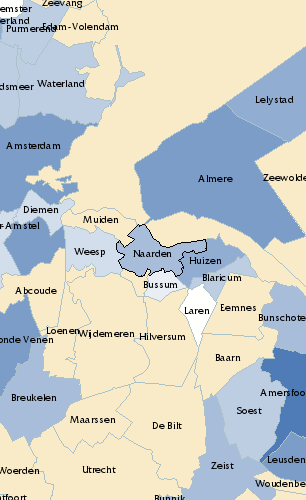 Zeevang
emster
erland
Purmerend
Edam-Volendam
dsmeer
Waterland
Lelystad
Amsterdam
Almere
Zeewolde
Diemen
r-Amstel
Muiden
Weesp
Naarden
Huizen
Blaricum
Bussum
Abcoude
Laren
Eemnes
Bunschote
Loenen
Wijdemeren
Hilversum
onde Venen
Baarn
Amersfoo
Breukelen
Soest
Maarssen
De Bilt
Leusden
Woerden
Utrecht
Zeist
Woudenbe
tfoort
Bunnik